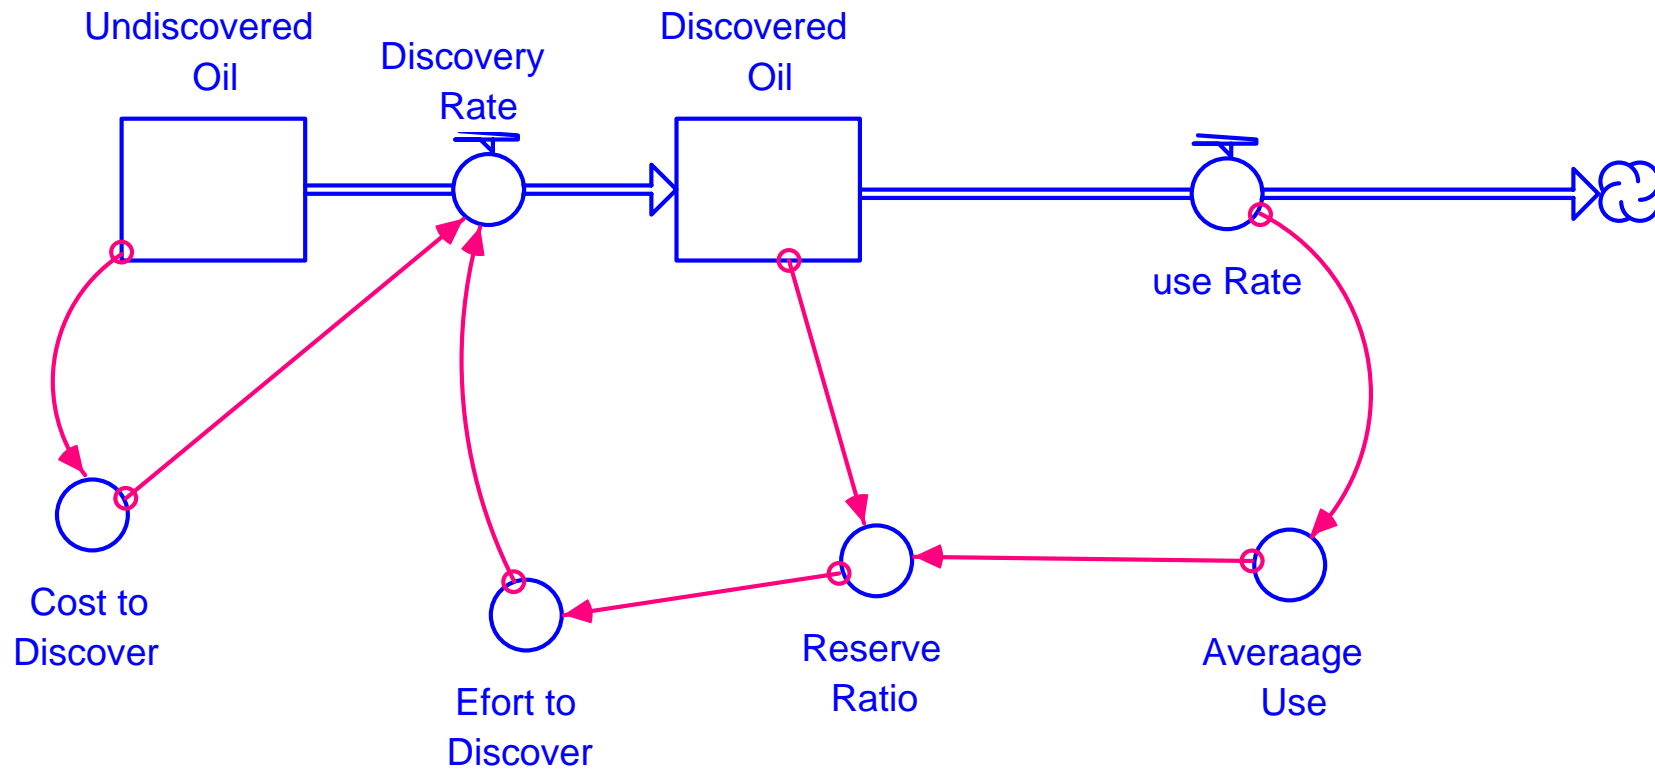 Undiscovered
Oil
Discovery
Rate
Discovered
Oil
use Rate
Cost to
Discover
Efort to
Discover
Reserve
Ratio
Averaage
Use